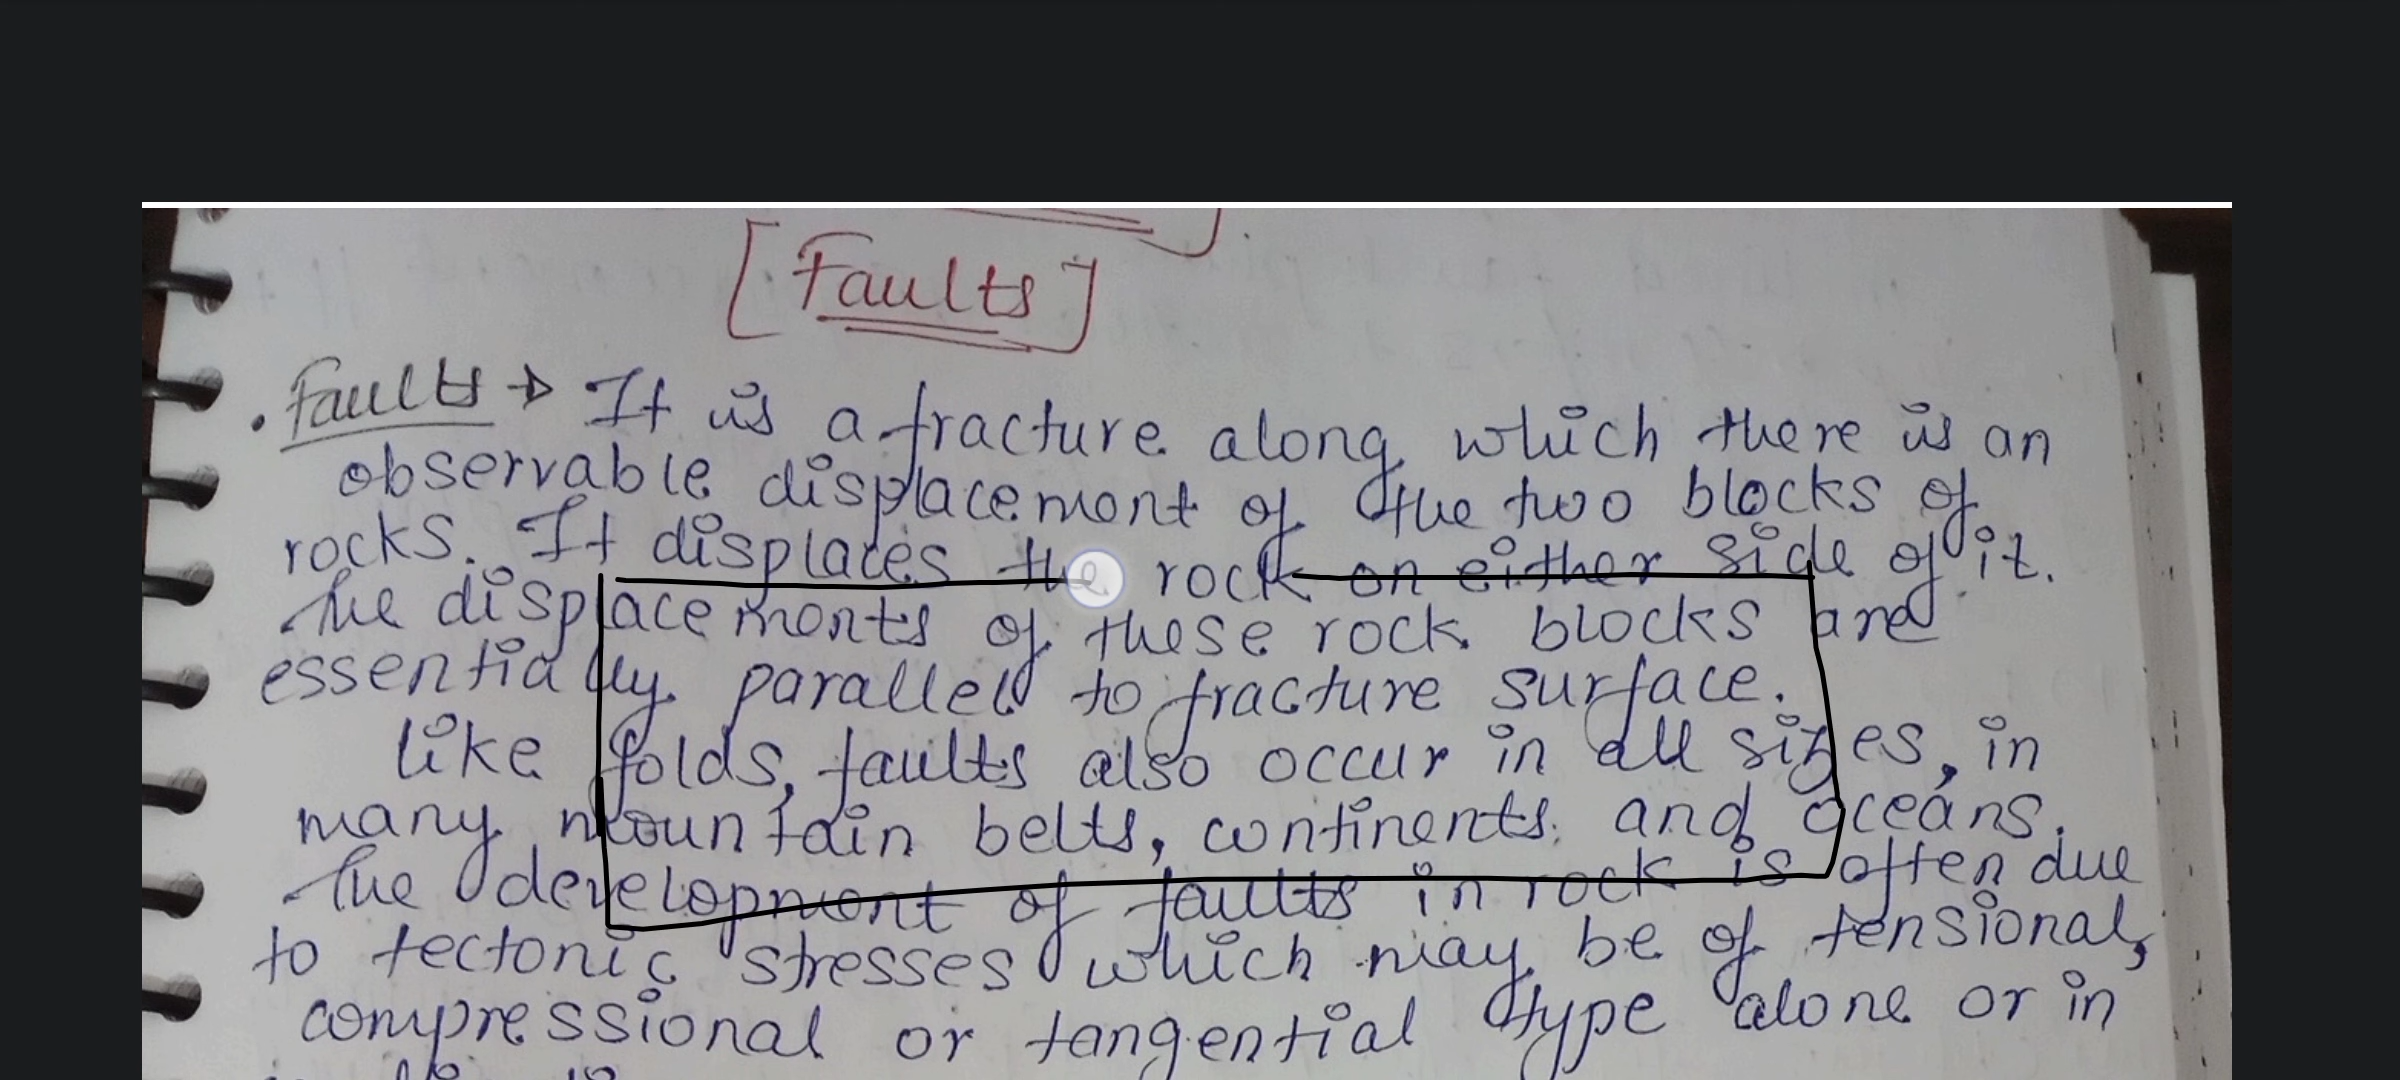 [Faults]
. Faults → It is a fracture along which there is an
observable displacement of the two blocks of
rocks. It displaces the rock on either side of it.
The displacements of these rock blocks are
essentially parallel to fracture surface.
like folds, faults also occur in all sizes, in
many mountain belts, continents and oceans.
The development of faults in rock is often due
to tectonic stresses which may be of tensional,
compressional or tangential type alone or in